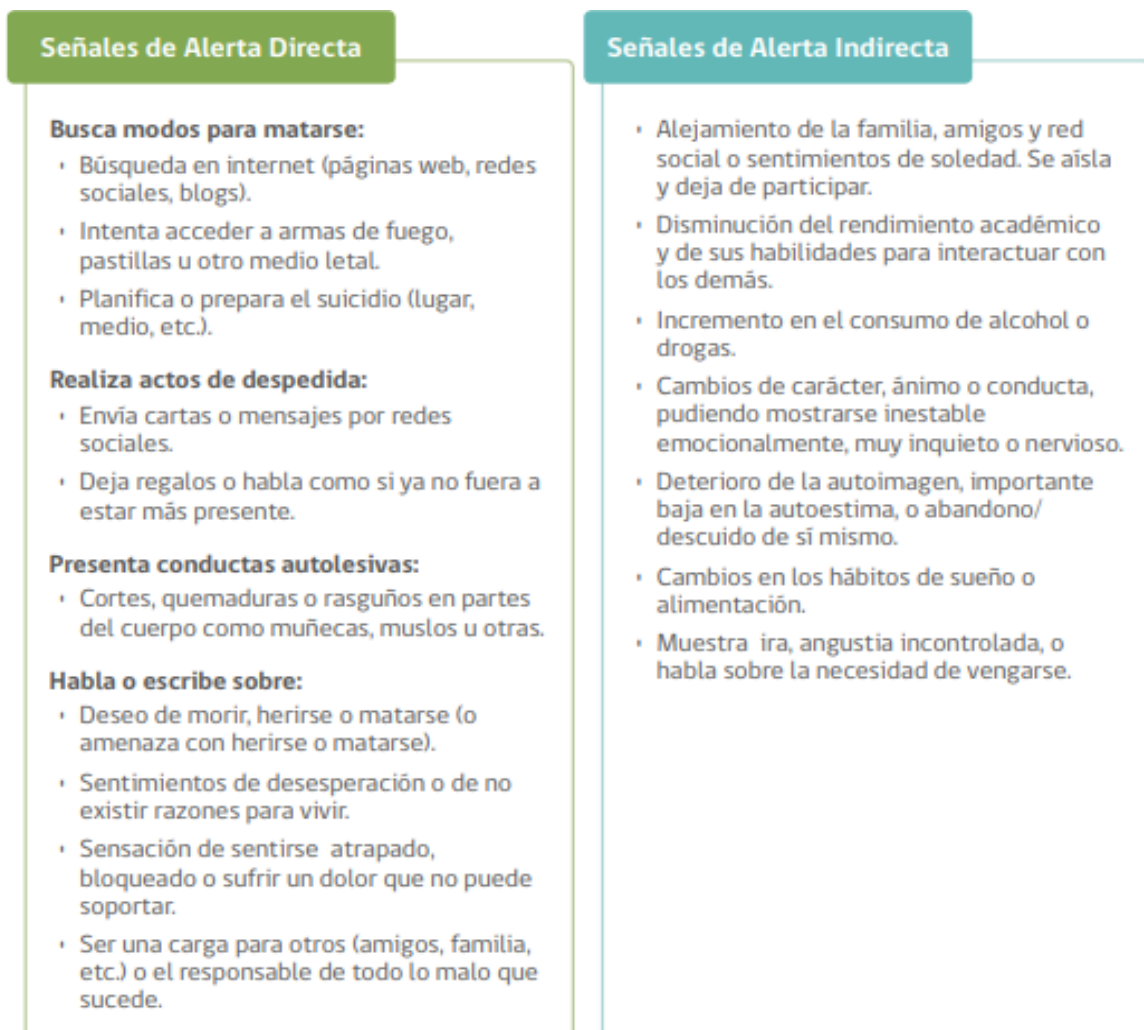 Señales de Alerta Directa
Busca modos para matarse:
• Búsqueda en internet (páginas web, redes
sociales, blogs).
• Intenta acceder a armas de fuego,
pastillas u otro medio letal.
• Planifica o prepara el suicidio (lugar,
medio, etc.).
Realiza actos de despedida:
• Envía cartas o mensajes por redes
sociales.
• Deja regalos o habla como si ya no fuera a
estar más presente.
Presenta conductas autolesivas:
• Cortes, quemaduras o rasguños en partes
del cuerpo como muñecas, muslos u otras.
Habla o escribe sobre:
• Deseo de morir, herirse o matarse (o
amenaza con herirse o matarse).
• Sentimientos de desesperación o de no
existir razones para vivir.
• Sensación de sentirse atrapado,
bloqueado o sufrir un dolor que no puede
soportar.
• Ser una carga para otros (amigos, familia,
etc.) o el responsable de todo lo malo que
sucede.
Señales de Alerta Indirecta
• Alejamiento de la familia, amigos y red
social o sentimientos de soledad. Se aísla
y deja de participar.
• Disminución del rendimiento académico
y de sus habilidades para interactuar con
los demás.
• Incremento en el consumo de alcohol o
drogas.
• Cambios de carácter, ánimo o conducta,
pudiendo mostrarse inestable
emocionalmente, muy inquieto o nervioso.
• Deterioro de la autoimagen, importante
baja en la autoestima, o abandono/
descuido de sí mismo.
• Cambios en los hábitos de sueño o
alimentación.
• Muestra ira, angustia incontrolada, o
habla sobre la necesidad de vengarse.